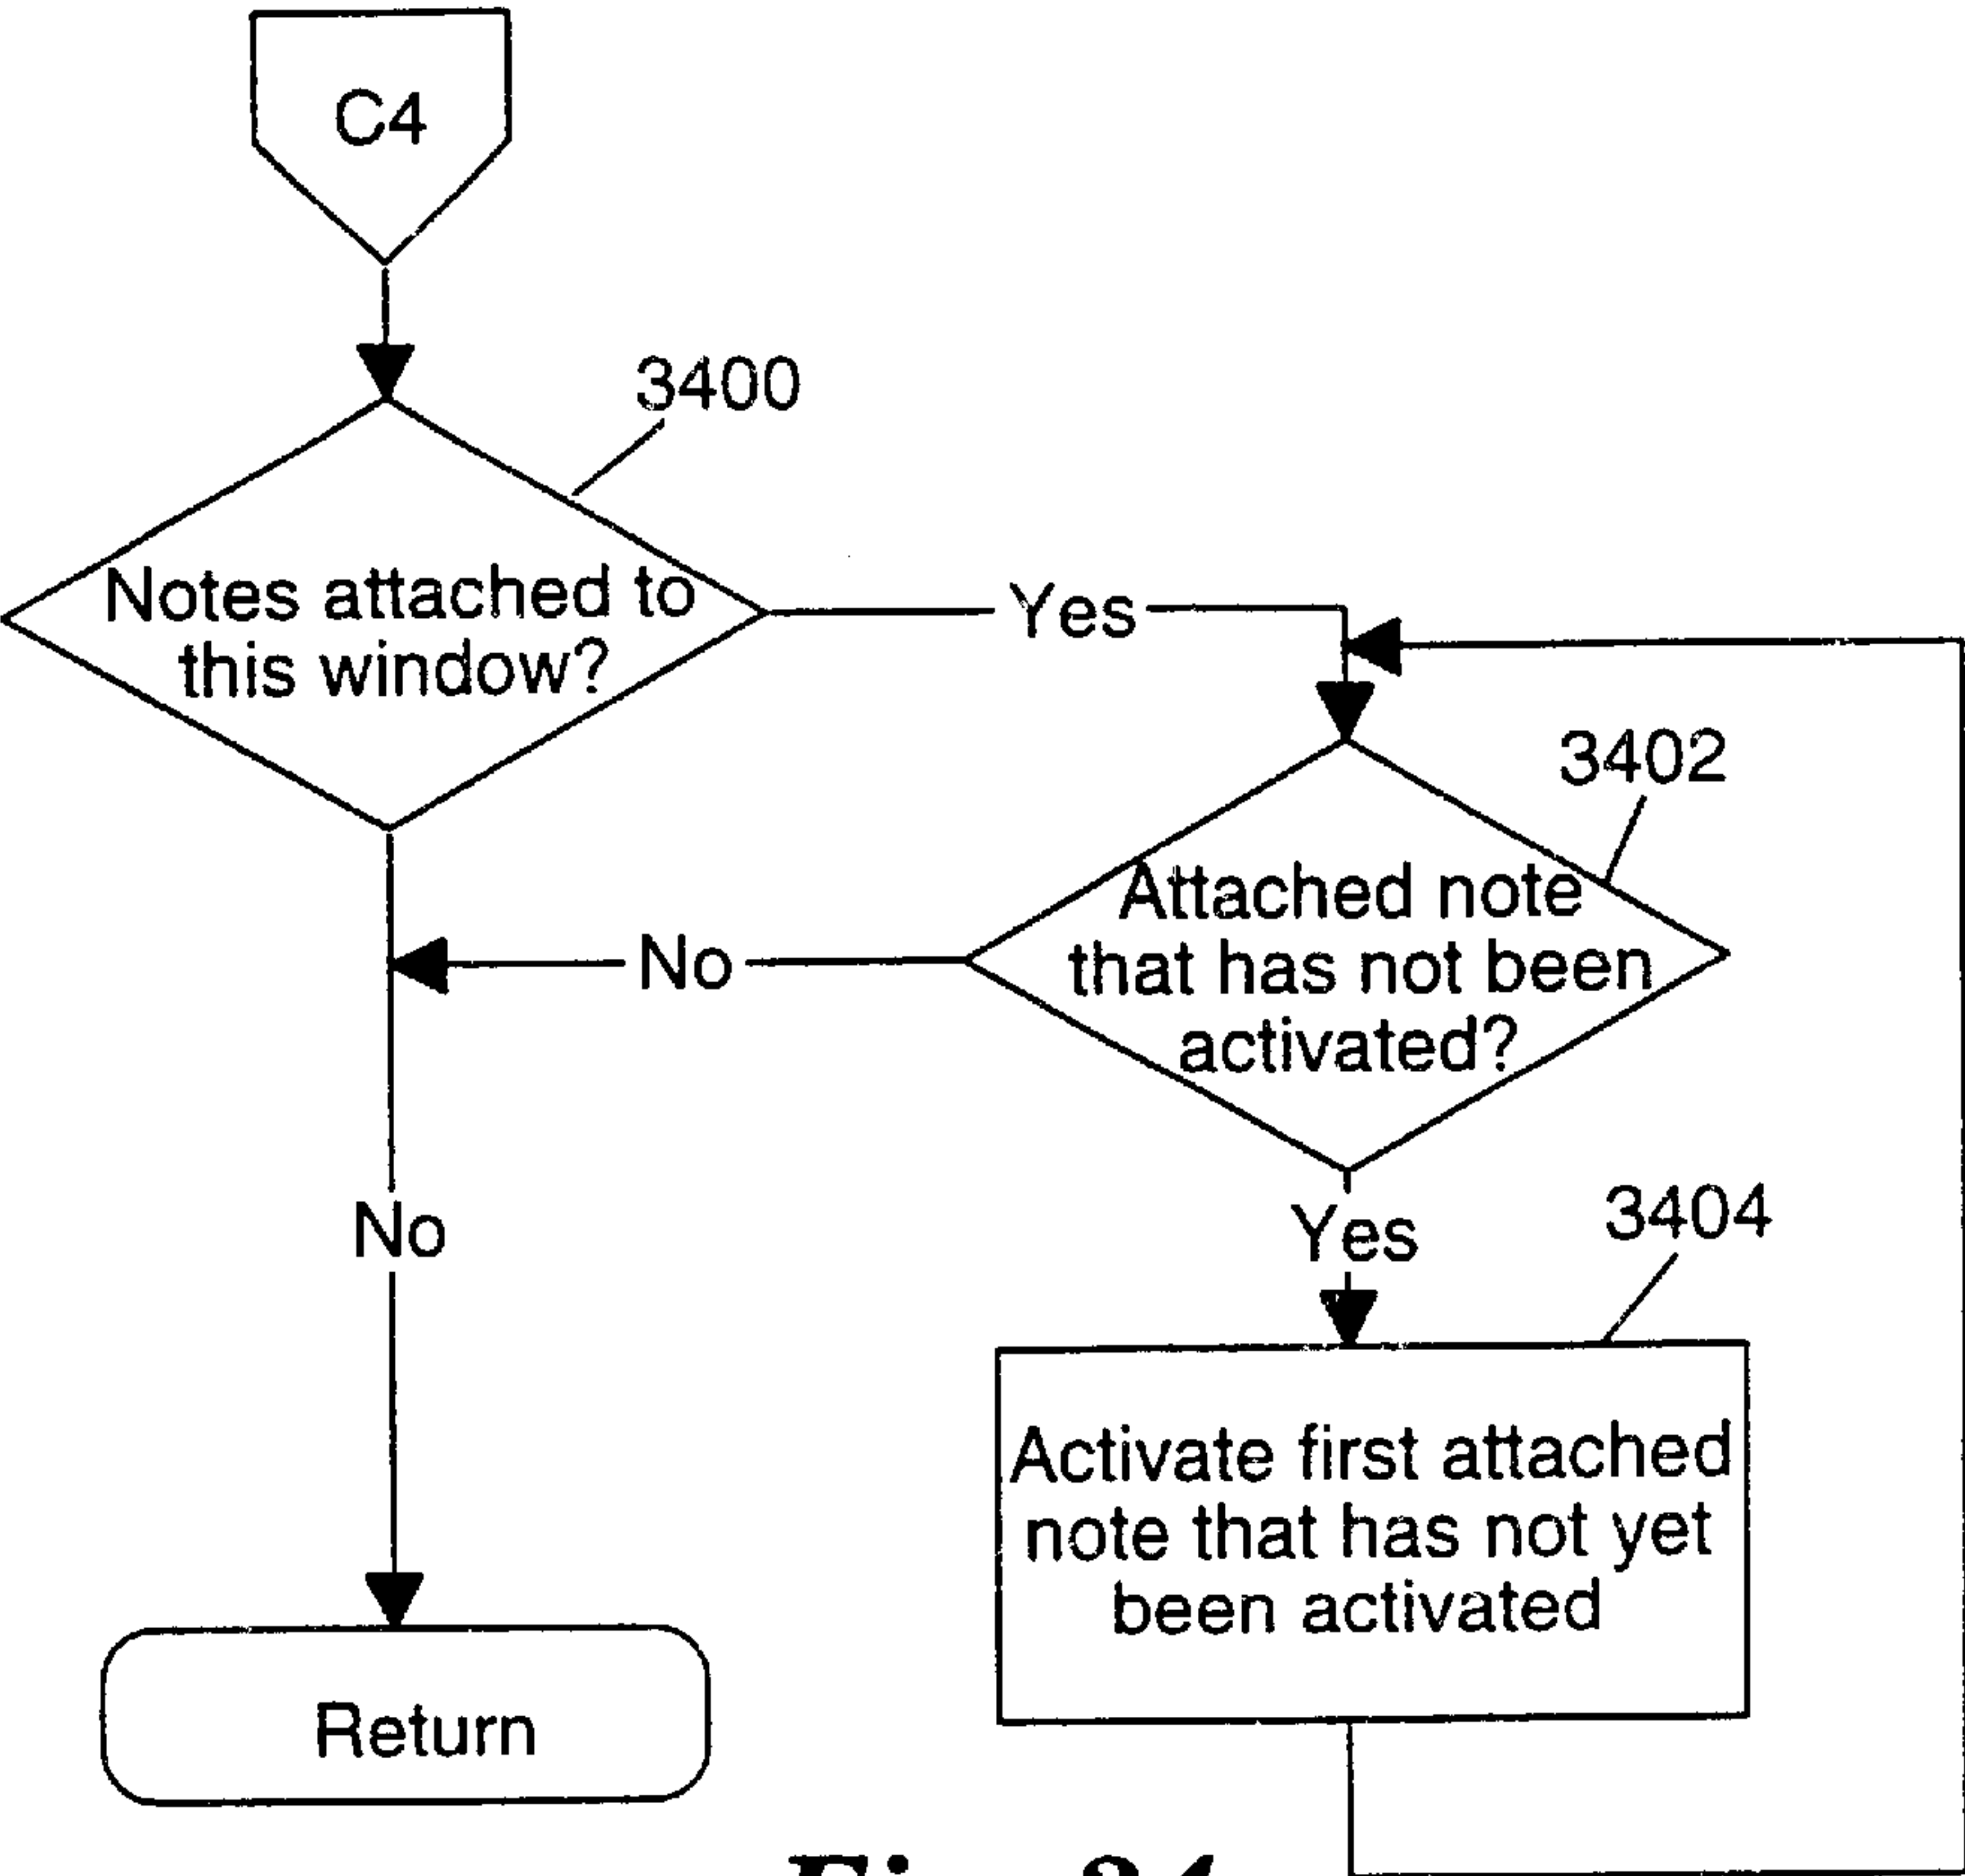 C4
3400
Notes attached to
this window?
Yes
3402
Attached note
that has not been
activated?
No
No
Yes
3404
Activate first attached
note that has not yet
been activated
Return